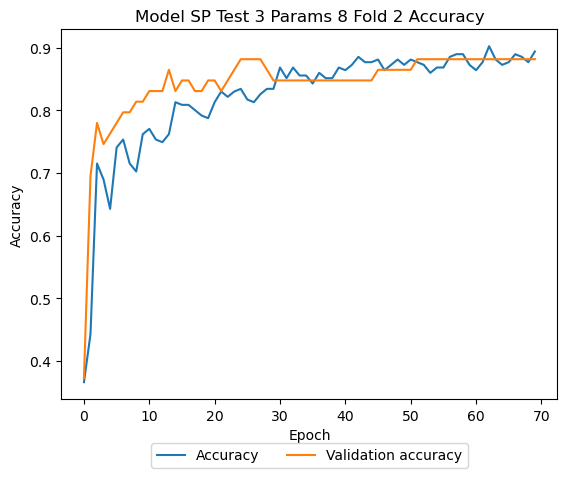 Model SP Test 3 Params 8 Fold 2 Accuracy
0.9
0.8
0.7
0.6
0.5
0.4
Accuracy
0 10 20 30 40 50 60 70
Epoch
Accuracy Validation accuracy